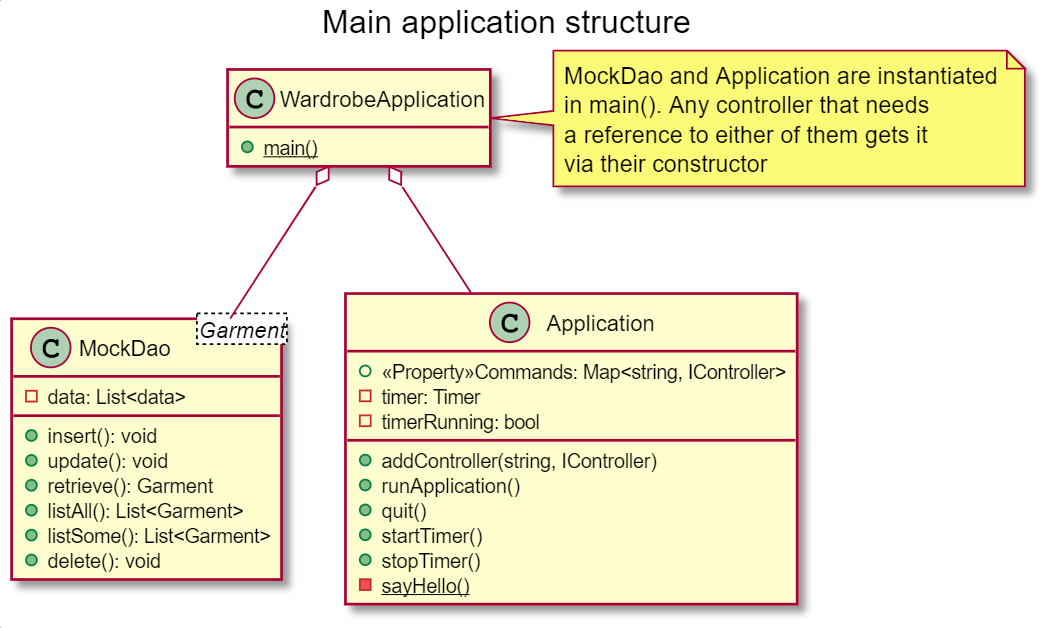 Main application structure
C WardrobeApplication
main()
MockDao and Application are instantiated
in main(). Any controller that needs
a reference to either of them gets it
via their constructor
Garment
C MockDao
data: List<data>
insert(): void
update(): void
retrieve(): Garment
listAll(): List<Garment>
listSome(): List<Garment>
delete(): void
C Application
«Property»Commands: Map<string, IController>
timer: Timer
timerRunning: bool
addController(string, IController)
runApplication()
quit()
startTimer()
stopTimer()
sayHello()